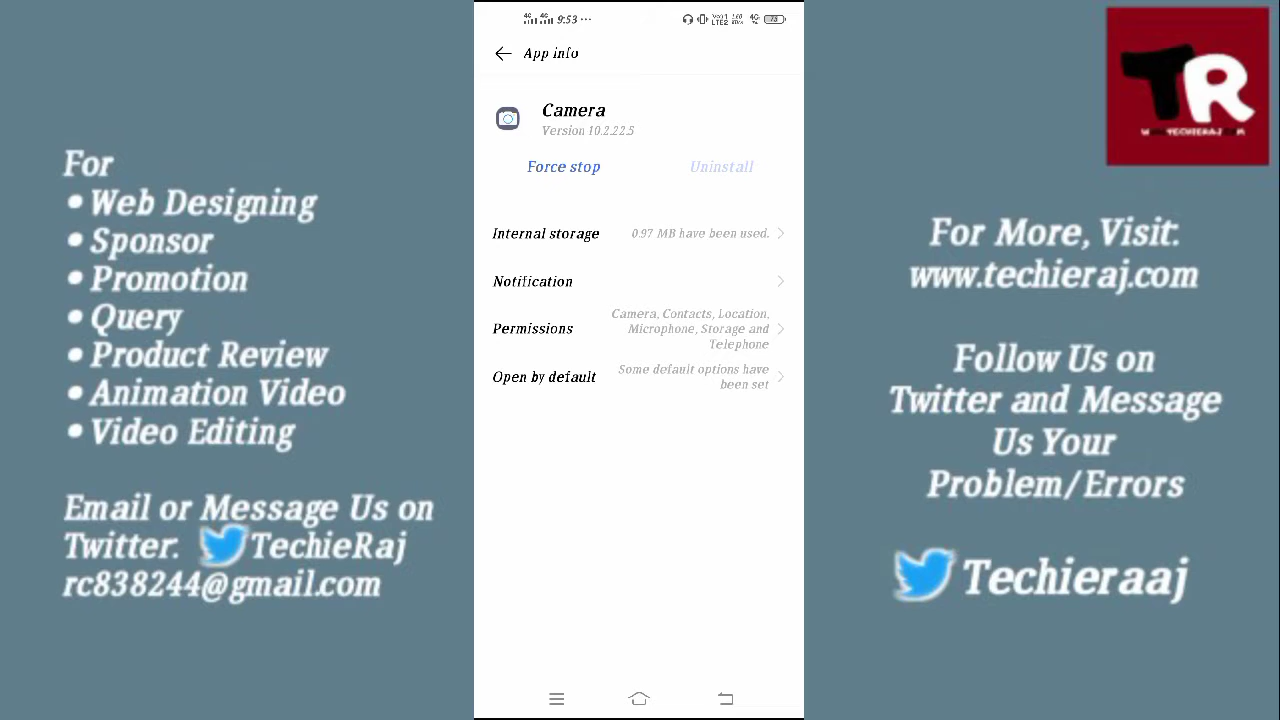 For
• Web Designing
• Sponsor
• Promotion
• Query
• Product Review
• Animation Video
• Video Editing
Email or Message Us on
Twitter. TechieRaj
rc838244@gmail.com
9:53 ...
73
App info
Camera
Version 10.2.22.5
Force stop
Uninstall
Internal storage
0.97 MB have been used.
Notification
Permissions
Camera, Contacts, Location,
Microphone, Storage and
Telephone
Open by default
Some default options have
been set
TR
For More, Visit:
www.techieraj.com
Follow Us on
Twitter and Message
Us Your
Problem/Errors
Techieraaj